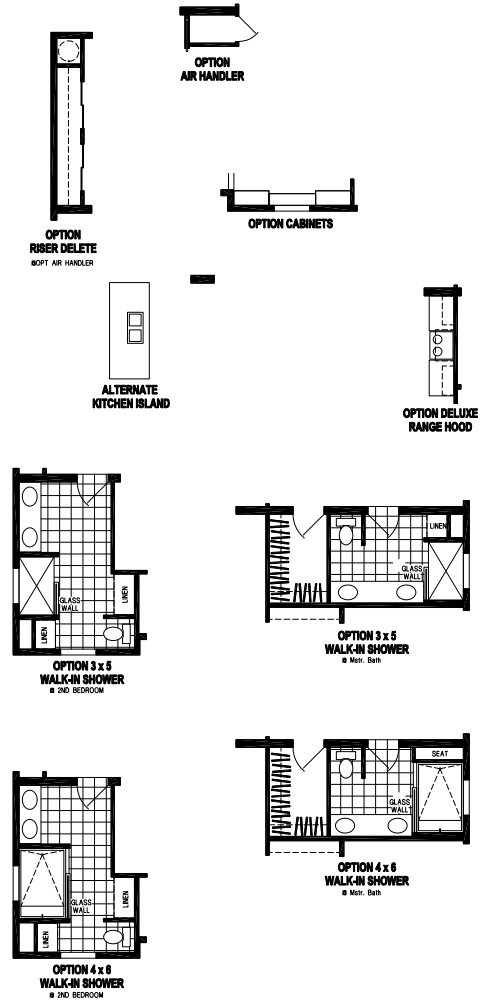 OPTION
AIR HANDLER
OPTION
RISER DELETE
@OPT AIR HANDLER
OPTION CABINETS
ALTERNATE
KITCHEN ISLAND
OPTION DELUXE
RANGE HOOD
GLASS
WALL
LINEN
LINEN
OPTION 3 x 5
WALK-IN SHOWER
@ 2ND BEDROOM
LINEN
GLASS
WALL
OPTION 3 x 5
WALK-IN SHOWER
@ Mstr. Bath
SEAT
GLASS
WALL
OPTION 4 x 6
WALK-IN SHOWER
@ Mstr. Bath
LINEN
GLASS
WALL
LINEN
OPTION 4 x 6
WALK-IN SHOWER
@ 2ND BEDROOM